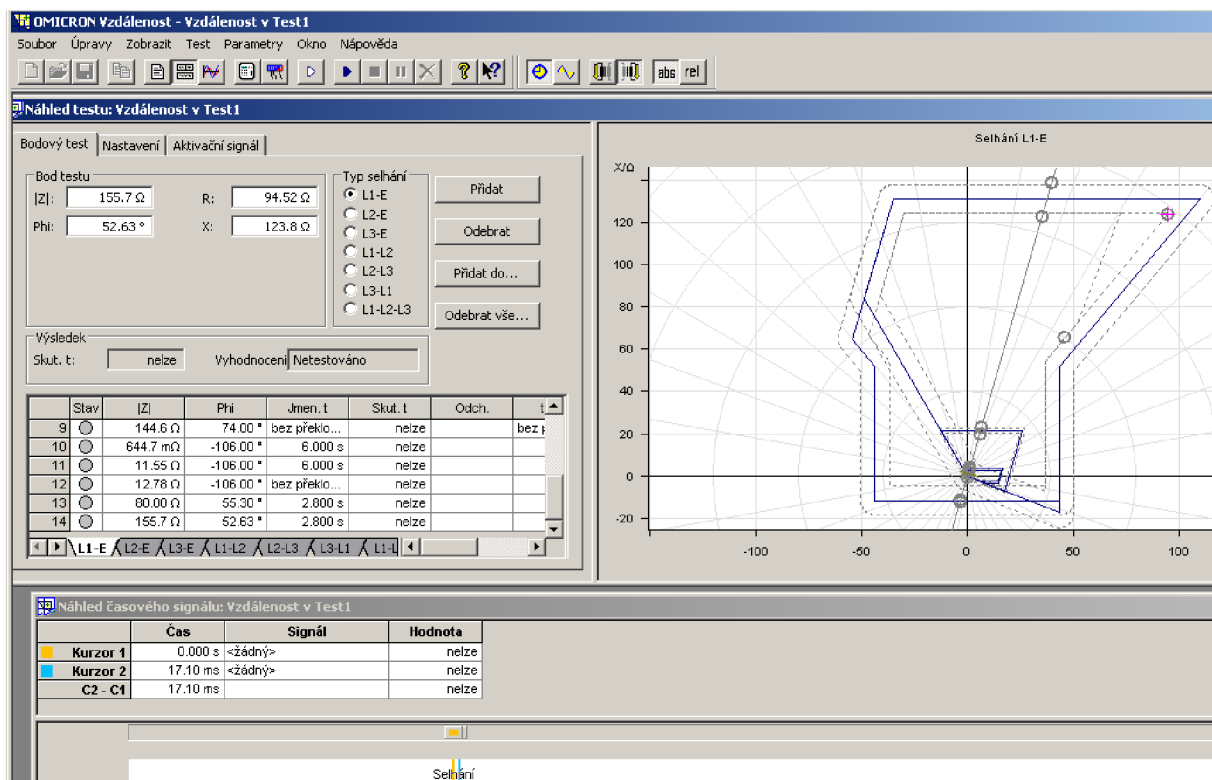 OMICRON Vzdálenost - Vzdálenost v Test1
Soubor Úpravy Zobrazit Test Parametry Okno Nápověda
abs rel
Náhled testu: Vzdálenost v Test1
Bodový test Nastavení Aktivační signál
Bod testu
|Z|: 155.7 Ω R: 94.52 Ω
Phi: 52.63 ° X: 123.8 Ω
Typ selhání
L1-E
L2-E
L3-E
L1-L2
L2-L3
L3-L1
L1-L2-L3
Přidat
Odebrat
Přidat do...
Odebrat vše...
Výsledek
Skut. t: nelze Vyhodnocení Netestováno
Stav |Z| Phi Jmen. t Skut. t Odch.
9 144.6 Ω 74.00 ° bez překlo... nelze
10 644.7 mΩ -106.00 ° 6.000 s nelze
11 11.55 Ω -106.00 ° 6.000 s nelze
12 12.78 Ω -106.00 ° bez překlo... nelze
13 80.00 Ω 55.30 ° 2.800 s nelze
14 155.7 Ω 52.63 ° 2.800 s nelze
L1-E L2-E L3-E L1-L2 L2-L3 L3-L1 L1-L
Selhání L1-E
X/Ω
120
100
80
60
40
20
0
-20
-100 -50 0 50 100
Náhled časového signálu: Vzdálenost v Test1
Čas Signál Hodnota
Kurzor 1 0.000 s <žádný> nelze
Kurzor 2 17.10 ms <žádný> nelze
C2 - C1 17.10 ms nelze
Selhání